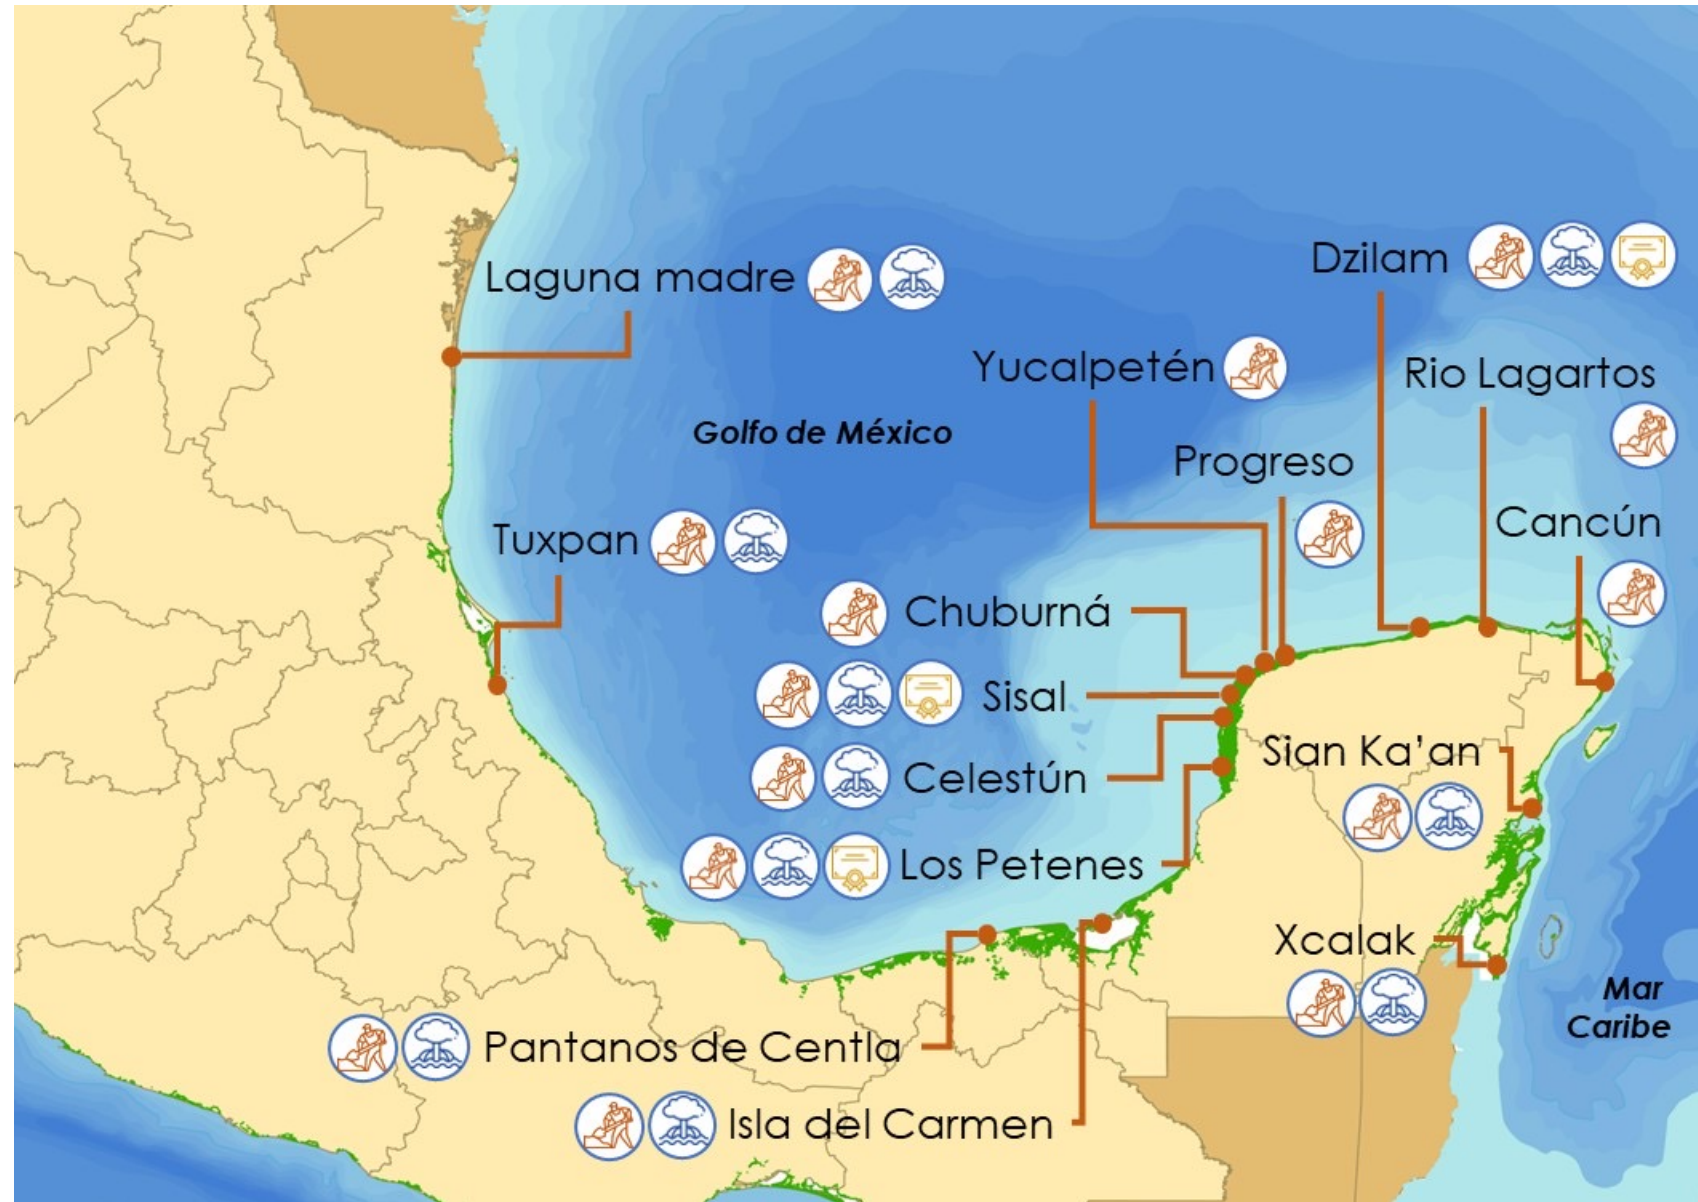 Dzilam
Laguna madre
Yucalpetén
Rio Lagartos
Golfo de México
Progreso
Cancún
Tuxpan
Chuburná
Sisal
Sian Ka’an
Celestún
Los Petenes
Xcalak
Mar
Caribe
Pantanos de Centla
Isla del Carmen